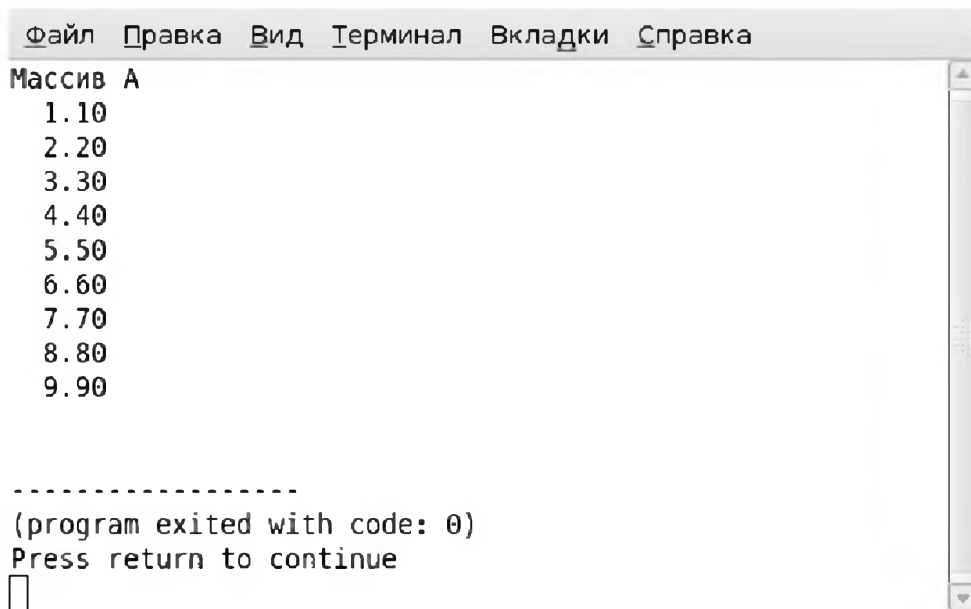 Файл Правка Вид Терминал Вкладки Справка
Массив A
1.10
2.20
3.30
4.40
5.50
6.60
7.70
8.80
9.90
------------------
(program exited with code: 0)
Press return to continue